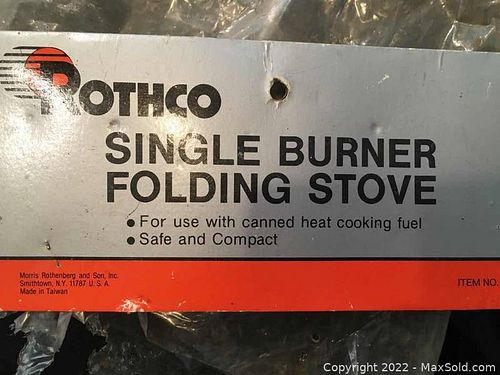 ROTHCO
SINGLE BURNER
FOLDING STOVE
• For use with canned heat cooking fuel
• Safe and Compact
Morris Rothenberg and Son, Inc.
Smithtown, N.Y. 11787 U. S. A.
Made in Taiwan
ITEM NO.
Copyright © 2022 - MaxSold.com